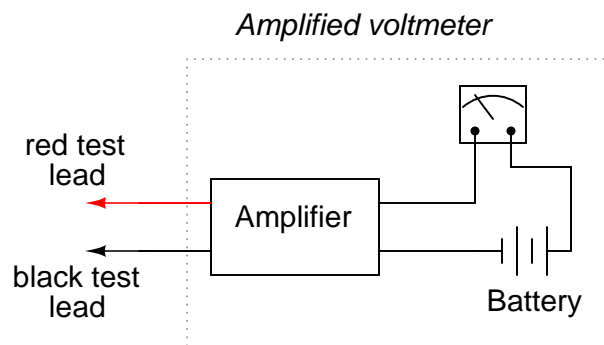 Amplified voltmeter
red test
lead
Amplifier
black test
lead
Battery